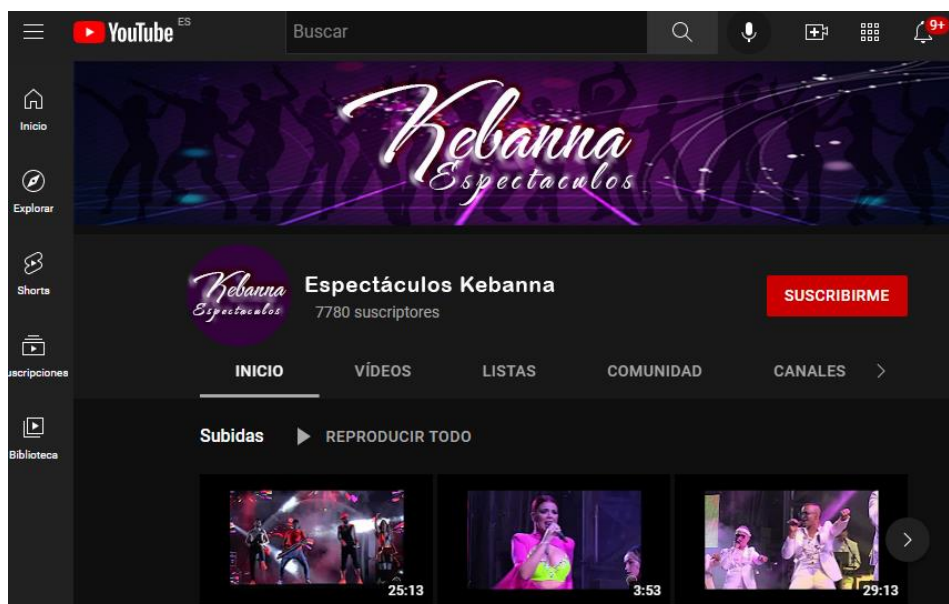 YouTube ES
Buscar
9+
Inicio
Explorar
Shorts
uscripciones
Biblioteca
Kebanna
Espectaculos
Kebanna
Espectaculos
Espectáculos Kebanna
7780 suscriptores
SUSCRIBIRME
INICIO VÍDEOS LISTAS COMUNIDAD CANALES
Subidas REPRODUCIR TODO
25:13 3:53 29:13